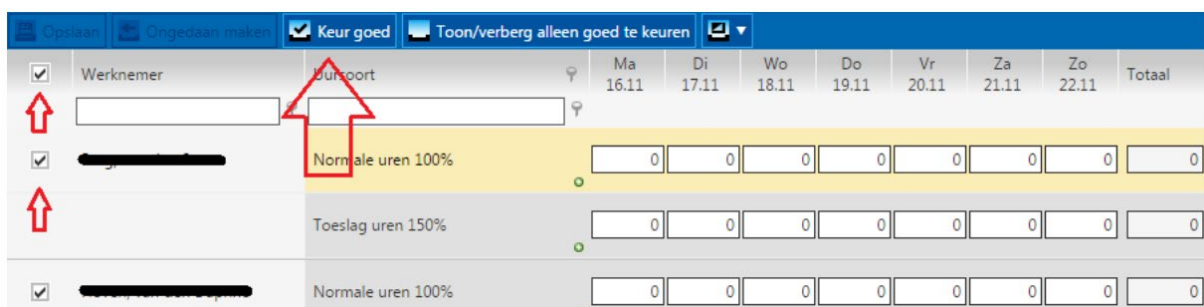 Opslaan Ongedaan maken Keur goed Toon/verberg alleen goed te keuren
Werknemer Uursoort Ma 16.11 Di 17.11 Wo 18.11 Do 19.11 Vr 20.11 Za 21.11 Zo 22.11 Totaal
Normale uren 100% 0 0 0 0 0 0 0 0
Toeslag uren 150% 0 0 0 0 0 0 0 0
Normale uren 100% 0 0 0 0 0 0 0 0